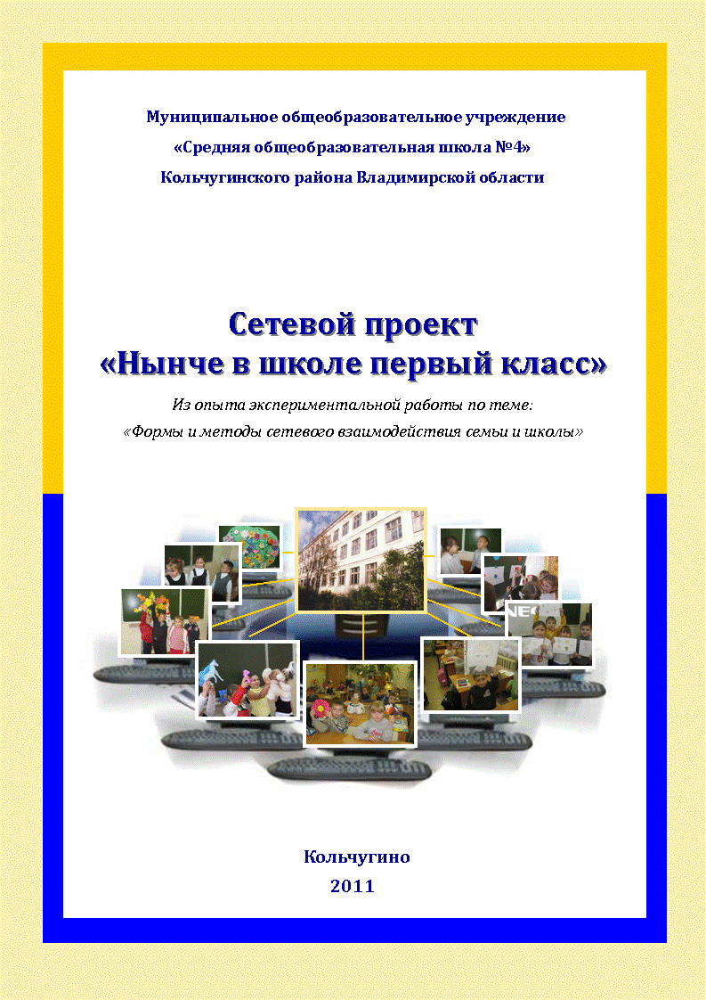 Муниципальное общеобразовательное учреждение
«Средняя общеобразовательная школа №4»
Кольчугинского района Владимирской области
Сетевой проект
«Нынче в школе первый класс»
Из опыта экспериментальной работы по теме:
«Формы и методы сетевого взаимодействия семьи и школы»
NEC
Кольчугино
2011